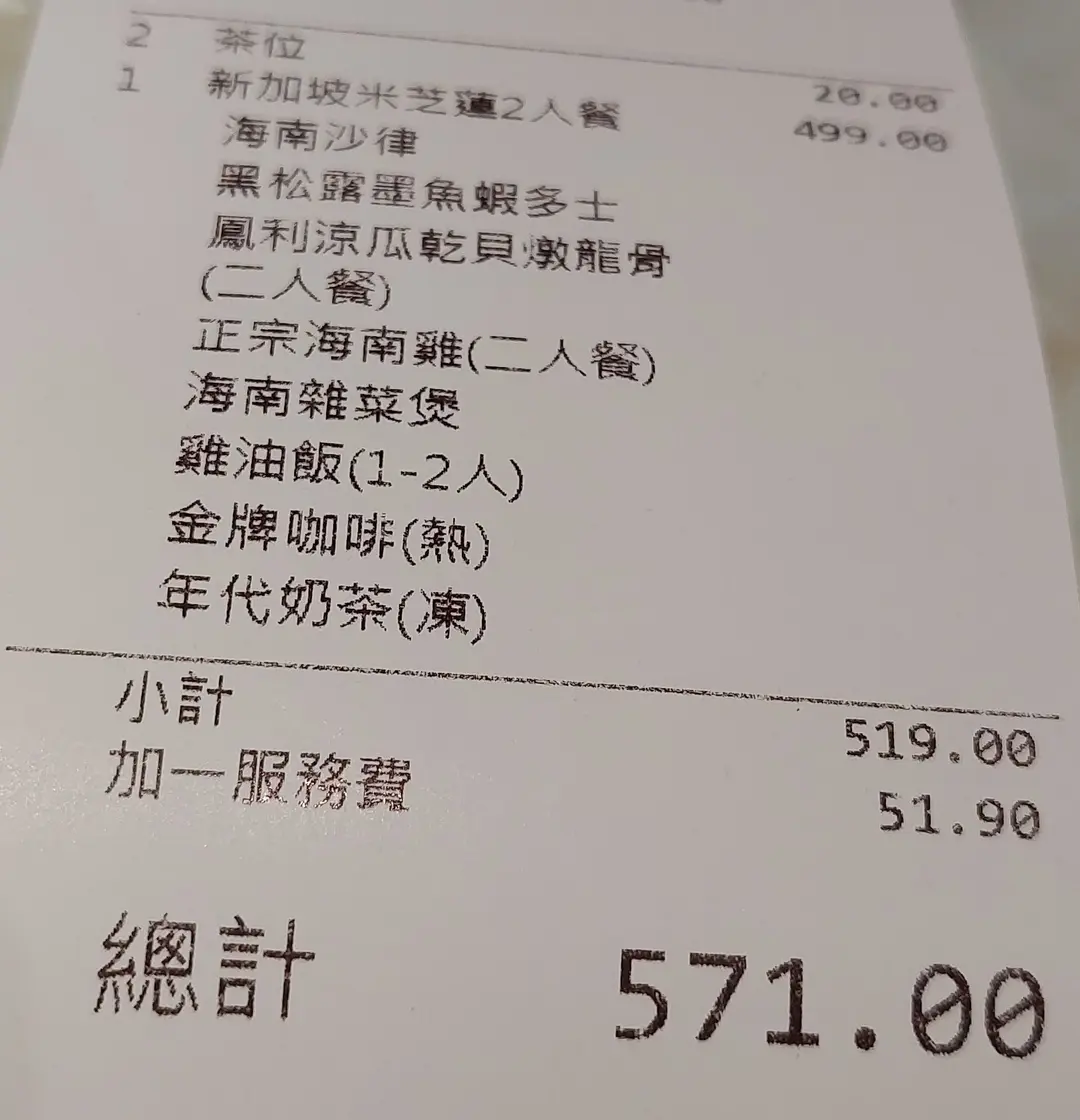 2 茶位 20.00
1 新加坡米芝蓮2人餐 499.00
海南沙律
黑松露墨魚蝦多士
鳳利涼瓜乾貝燉龍骨
(二人餐)
正宗海南雞(二人餐)
海南雜菜煲
雞油飯(1-2人)
金牌咖啡(熱)
年代奶茶(凍)
小計 519.00
加一服務費 51.90
總計 571.00